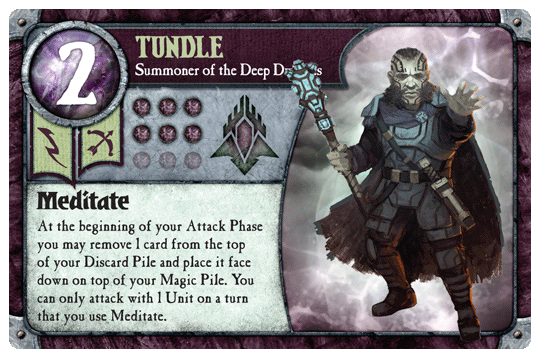 2
TUNDLE
Summoner of the Deep
Meditate
At the beginning of your Attack Phase
you may remove 1 card from the top
of your Discard Pile and place it face
down on top of your Magic Pile. You
can only attack with 1 Unit on a turn
that you use Meditate.